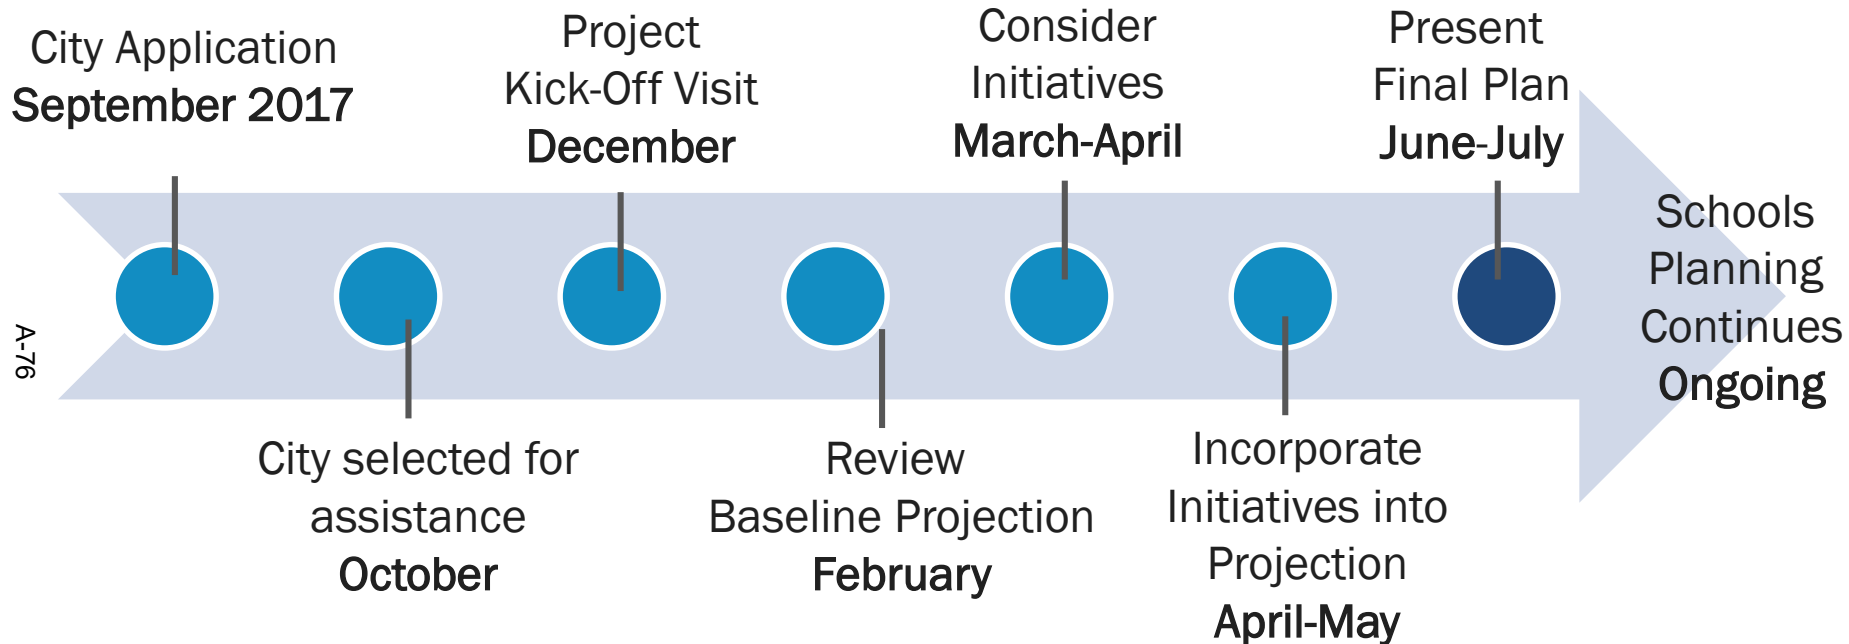 City Application
September 2017
Project
Kick-Off Visit
December
Consider
Initiatives
March-April
Present
Final Plan
June-July
Schools
Planning
Continues
Ongoing
A-76
City selected for
assistance
October
Review
Baseline Projection
February
Incorporate
Initiatives into
Projection
April-May